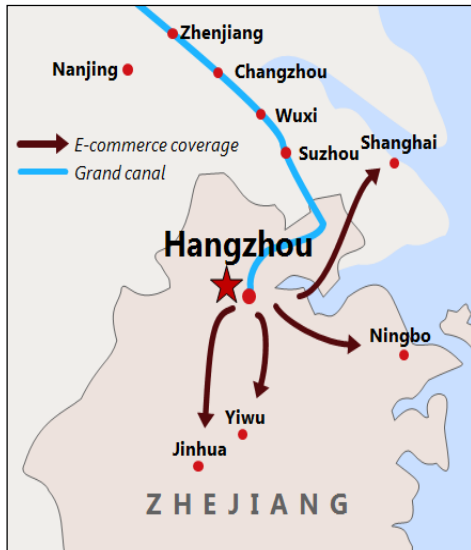 Zhenjiang
Nanjing
Changzhou
Wuxi
Shanghai
E-commerce coverage
Suzhou
Grand canal
Hangzhou
Ningbo
Yiwu
Jinhua
ZHEJIANG